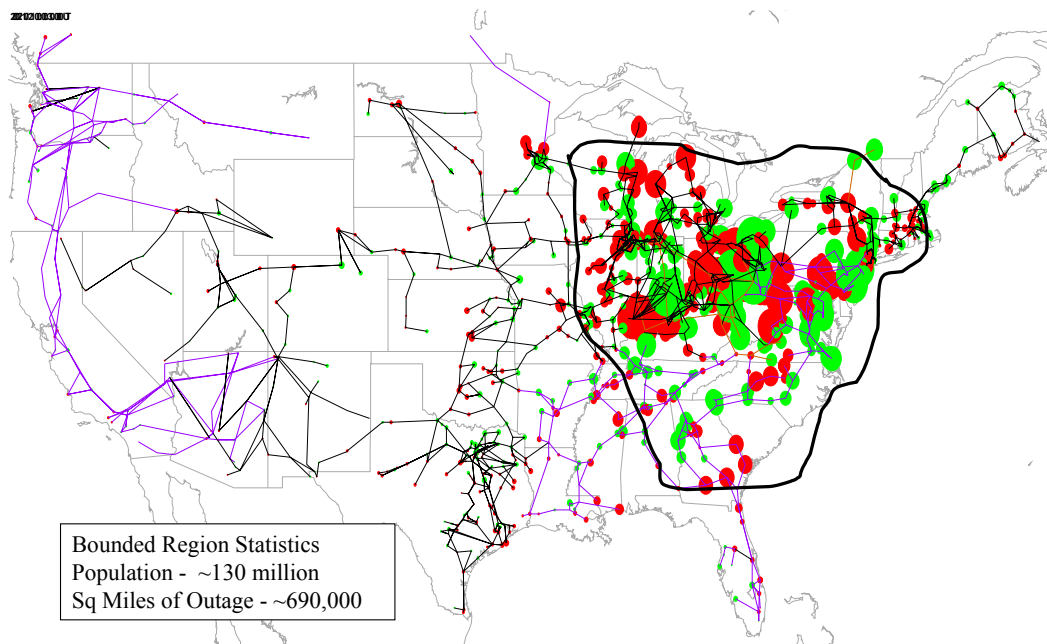 Bounded Region Statistics
Population - ~130 million
Sq Miles of Outage - ~690,000